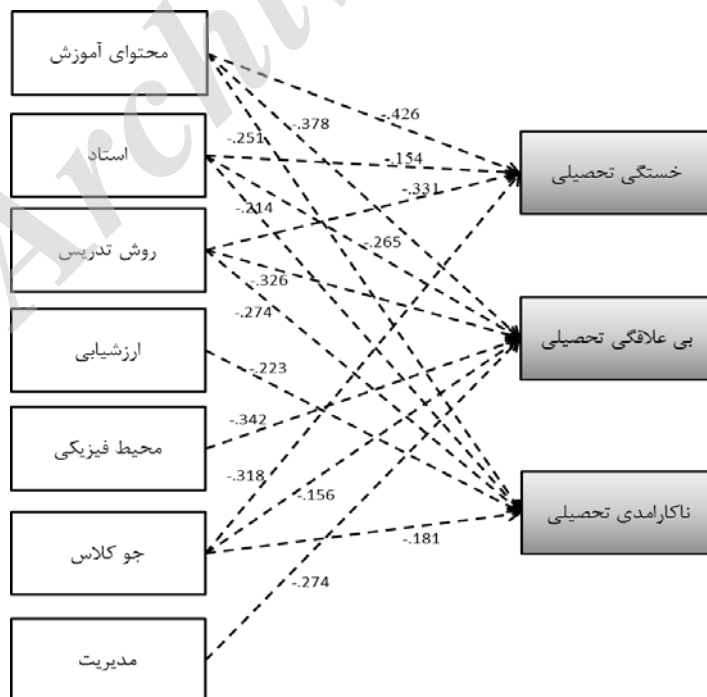 Archiv
محتوای آموزش
استاد
روش تدریس
ارزشیابی
محیط فیزیکی
جو کلاس
مدیریت
-.426
-.378
-.251
-.154
-.331
-.214
-.265
-.326
-.274
-.223
-.342
-.318
-.156
-.181
-.274
خستگی تحصیلی
بی علاقگی تحصیلی
ناکارامدی تحصیلی